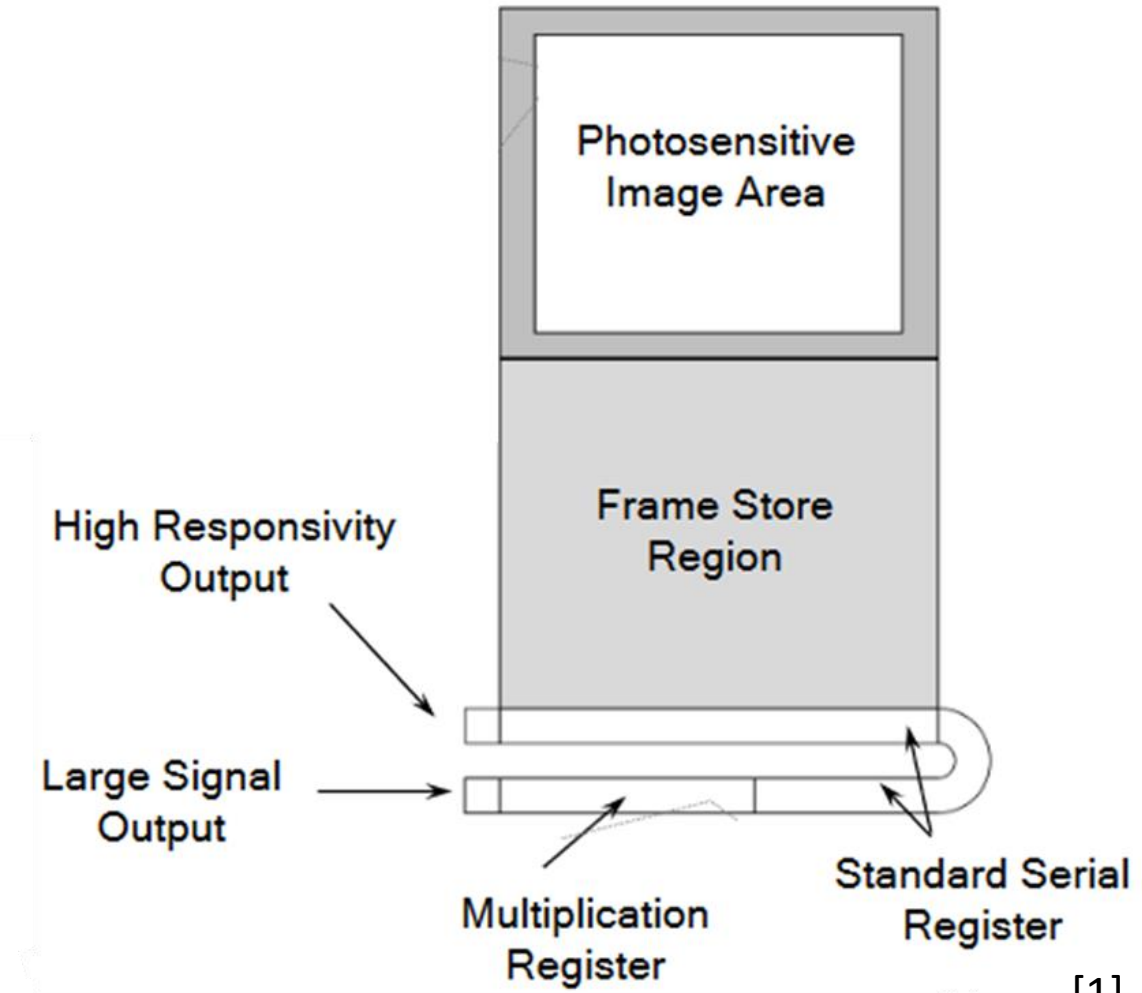 Photosensitive
Image Area
Frame Store
Region
High Responsivity
Output
Large Signal
Output
Multiplication
Register
Standard Serial
Register
[1]